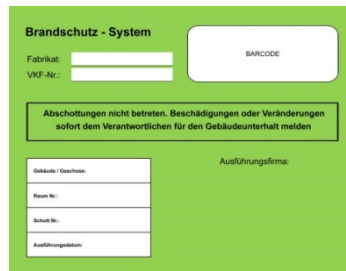 Brandschutz - System
BARCODE
Fabrikat:
VKF-Nr.:
Abschottungen nicht betreten. Beschädigungen oder Veränderungen
sofort dem Verantwortlichen für den Gebäudeunterhalt melden
Ausführungsfirma:
Gebäude / Geschoss:
Raum Nr.:
Schott Nr.:
Ausführungsdatum: